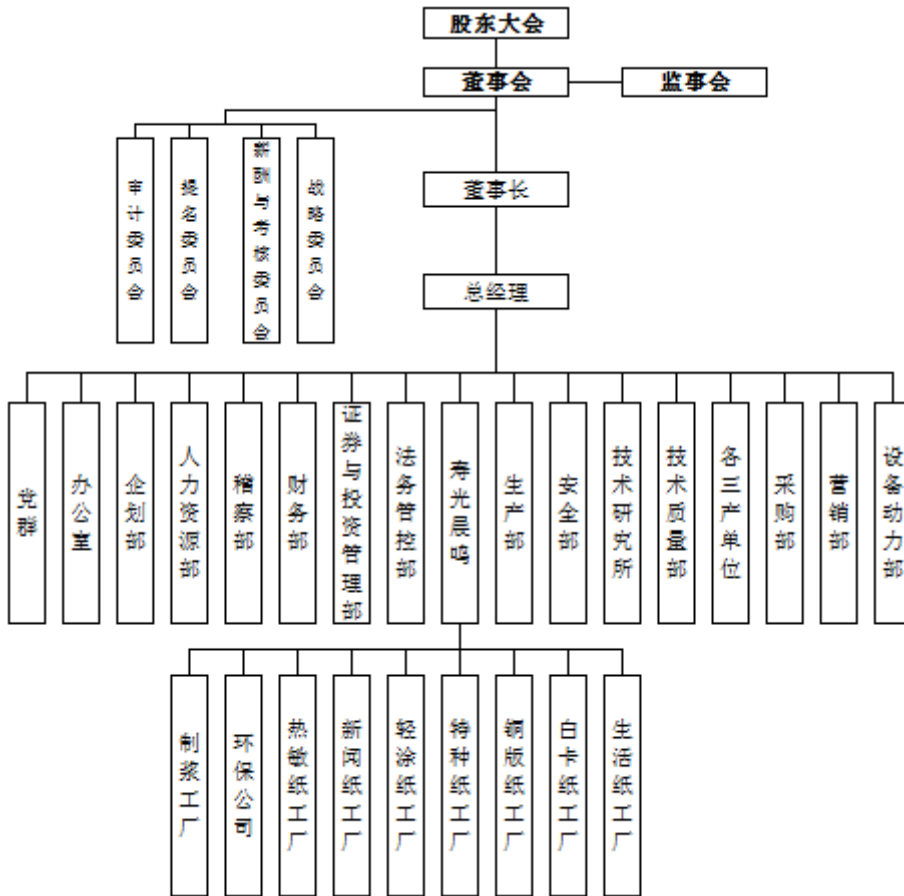 股东大会
董事会
监事会
审计委员会
提名委员会
薪酬与考核委员会
战略委员会
董事长
总经理
党群
办公室
企划部
人力资源部
稽察部
财务部
证券与投资管理部
法务管控部
寿光晨鸣
生产部
安全部
技术研究所
技术质量部
各三产单位
采购部
营销部
设备动力部
制浆工厂
环保公司
热敏纸工厂
新闻纸工厂
轻涂纸工厂
特种纸工厂
铜版纸工厂
白卡纸工厂
生活纸工厂